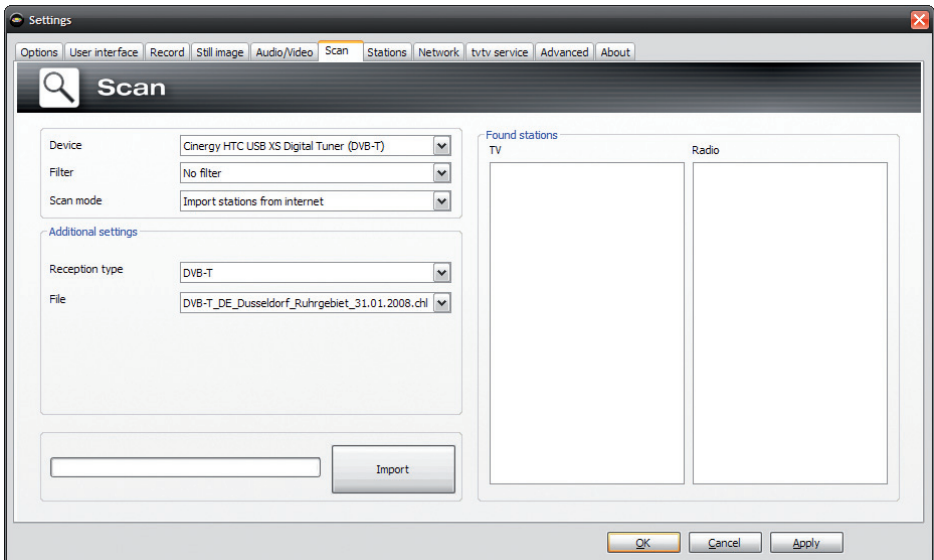 Settings
Options User interface Record Still image Audio/Video Scan Stations Network tvtv service Advanced About
Scan
Device Cinergy HTC USB XS Digital Tuner (DVB-T)
Filter No filter
Scan mode Import stations from internet
Additional settings
Reception type DVB-T
File DVB-T_DE_Dusseldorf_Ruhrgebiet_31.01.2008.chl
Import
Found stations
TV Radio
OK Cancel Apply